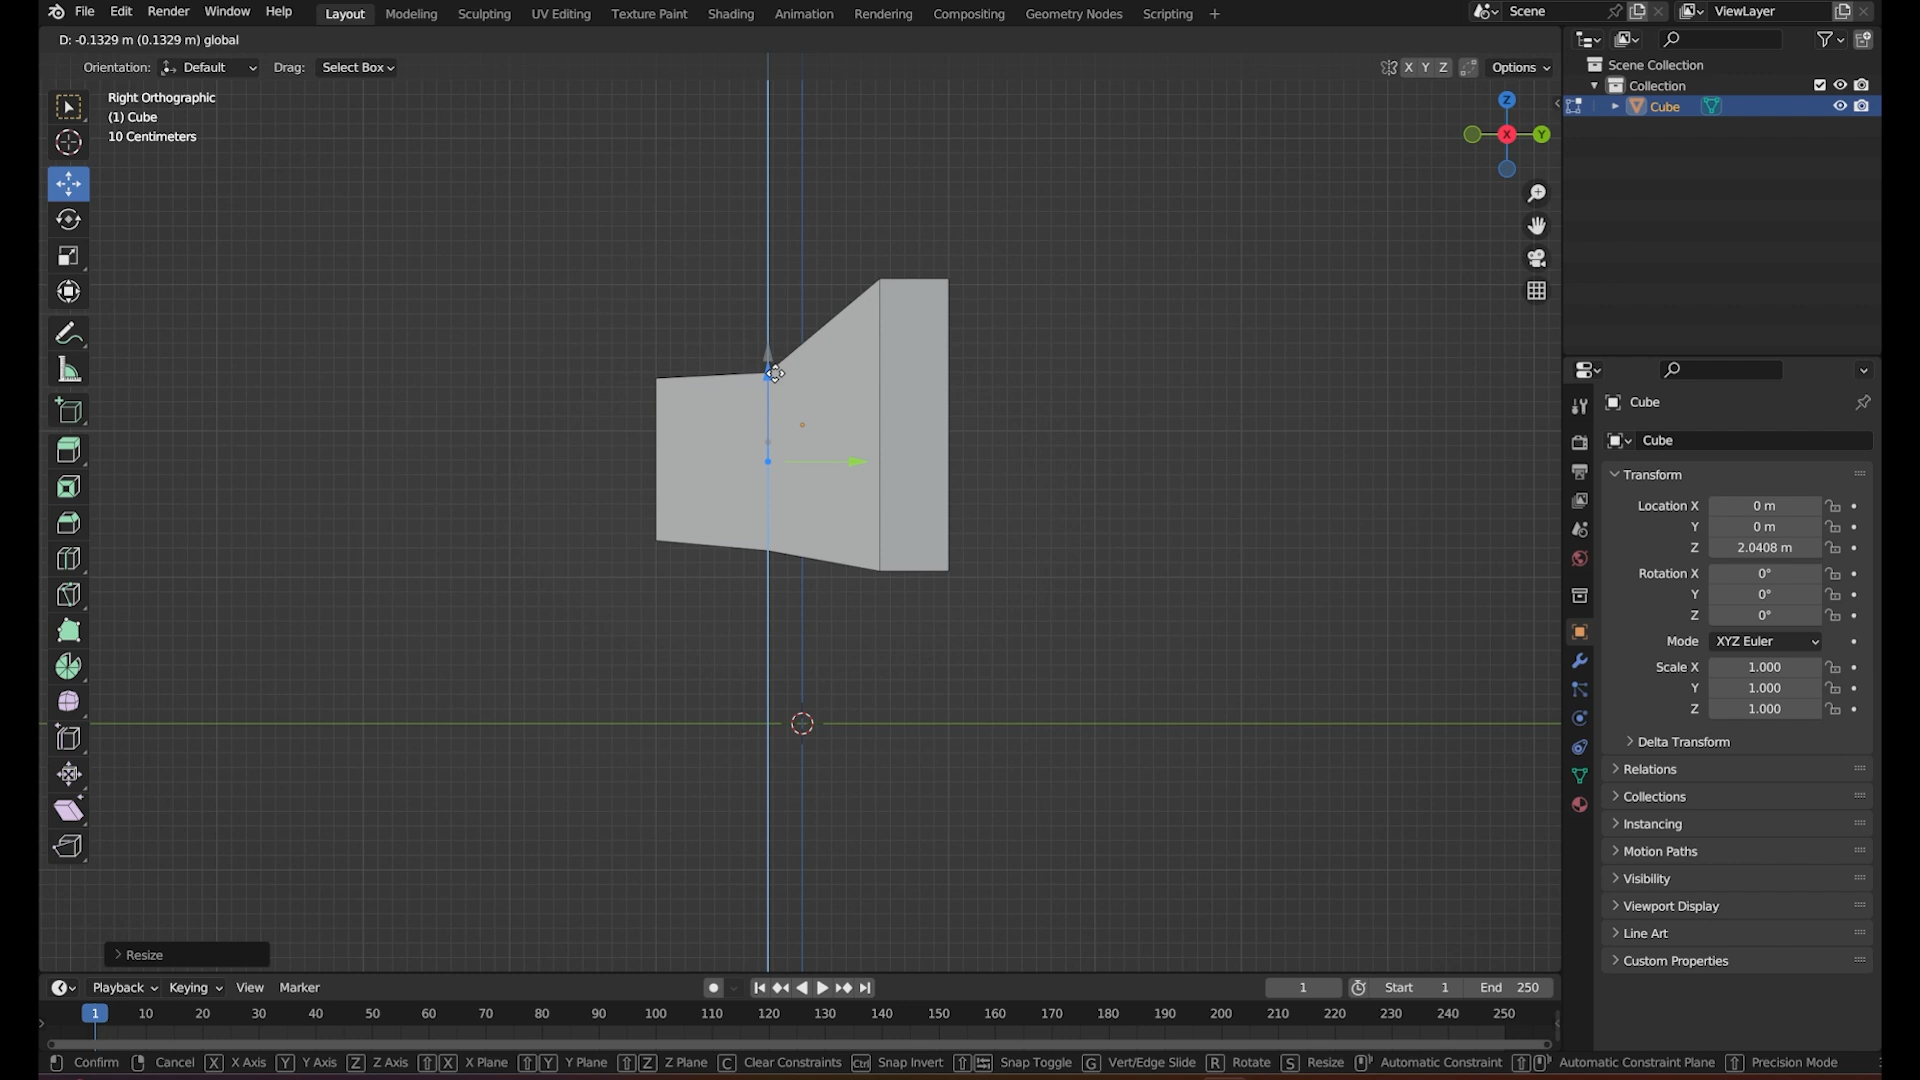 File Edit Render Window Help Layout Modeling Sculpting UV Editing Texture Paint Shading Animation Rendering Compositing Geometry Nodes Scripting + Scene ViewLayer
D: -0.1329 m (0.1329 m) global
Orientation: Default Drag: Select Box X Y Z Options
Right Orthographic
(1) Cube
10 Centimeters
Z
X Y
Scene Collection
Collection
Cube
Cube
Cube
Transform
Location X 0 m
Y 0 m
Z 2.0408 m
Rotation X 0°
Y 0°
Z 0°
Mode XYZ Euler
Scale X 1.000
Y 1.000
Z 1.000
Delta Transform
Relations
Collections
Instancing
Motion Paths
Visibility
Viewport Display
Line Art
Custom Properties
Resize
Playback Keying View Marker 1 Start 1 End 250
1 10 20 30 40 50 60 70 80 90 100 110 120 130 140 150 160 170 180 190 200 210 220 230 240 250
Confirm Cancel X X Axis Y Y Axis Z Z Axis X X Plane Y Y Plane Z Z Plane C Clear Constraints Ctrl Snap Invert Snap Toggle G Vert/Edge Slide R Rotate S Resize Automatic Constraint Automatic Constraint Plane Precision Mode